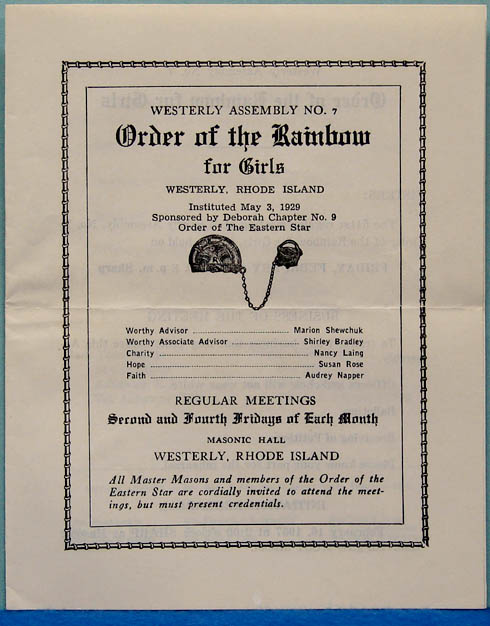 WESTERLY ASSEMBLY NO. 7
Order of the Rainbow
for Girls
WESTERLY, RHODE ISLAND
Instituted May 3, 1929
Sponsored by Deborah Chapter No. 9
Order of The Eastern Star
Worthy Advisor ........................................ Marion Shewchuk
Worthy Associate Advisor ............................ Shirley Bradley
Charity .................................................... Nancy Laing
Hope ........................................................ Susan Rose
Faith ..................................................... Audrey Napper
REGULAR MEETINGS
Second and Fourth Fridays of Each Month
MASONIC HALL
WESTERLY, RHODE ISLAND
All Master Masons and members of the Order of the
Eastern Star are cordially invited to attend the meet-
ings, but must present credentials.